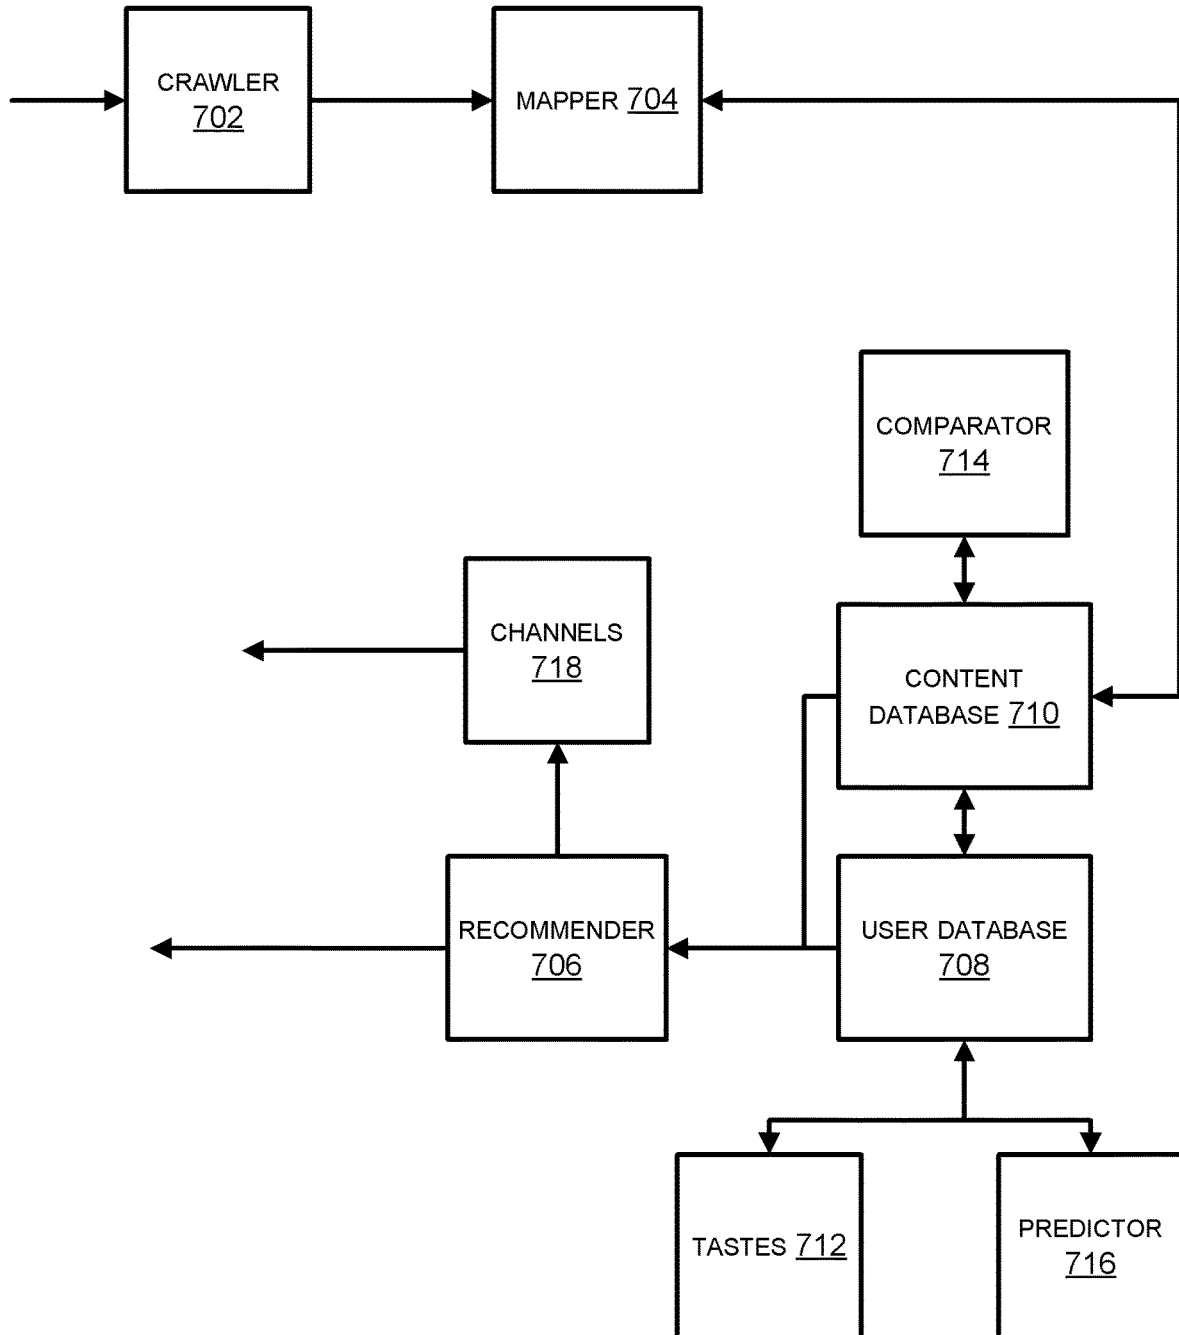 CRAWLER
702
MAPPER 704
COMPARATOR
714
CHANNELS
718
CONTENT
DATABASE 710
RECOMMENDER
706
USER DATABASE
708
TASTES 712
PREDICTOR
716